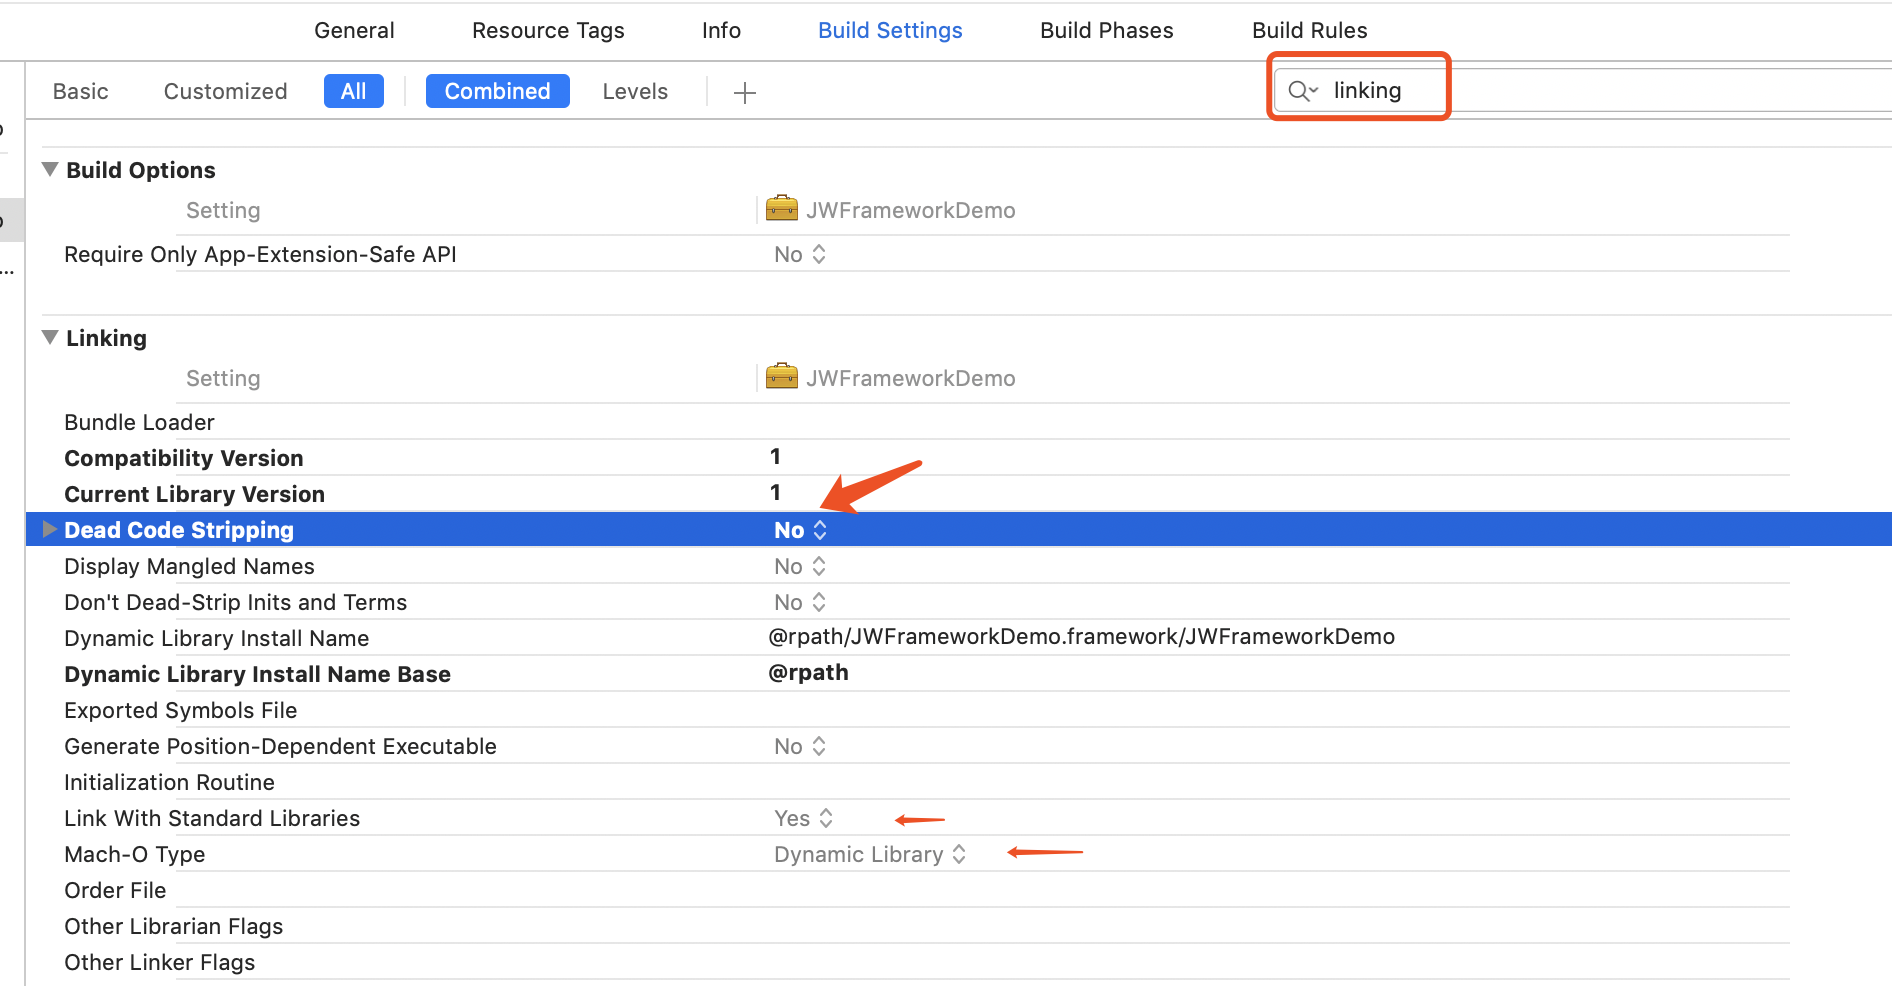 General Resource Tags Info Build Settings Build Phases Build Rules
Basic Customized All Combined Levels + linking
Build Options
Setting JWFrameworkDemo
Require Only App-Extension-Safe API No
...
Linking
Setting JWFrameworkDemo
Bundle Loader
Compatibility Version 1
Current Library Version 1
Dead Code Stripping No
Display Mangled Names No
Don't Dead-Strip Inits and Terms No
Dynamic Library Install Name @rpath/JWFrameworkDemo.framework/JWFrameworkDemo
Dynamic Library Install Name Base @rpath
Exported Symbols File
Generate Position-Dependent Executable No
Initialization Routine
Link With Standard Libraries Yes
Mach-O Type Dynamic Library
Order File
Other Librarian Flags
Other Linker Flags